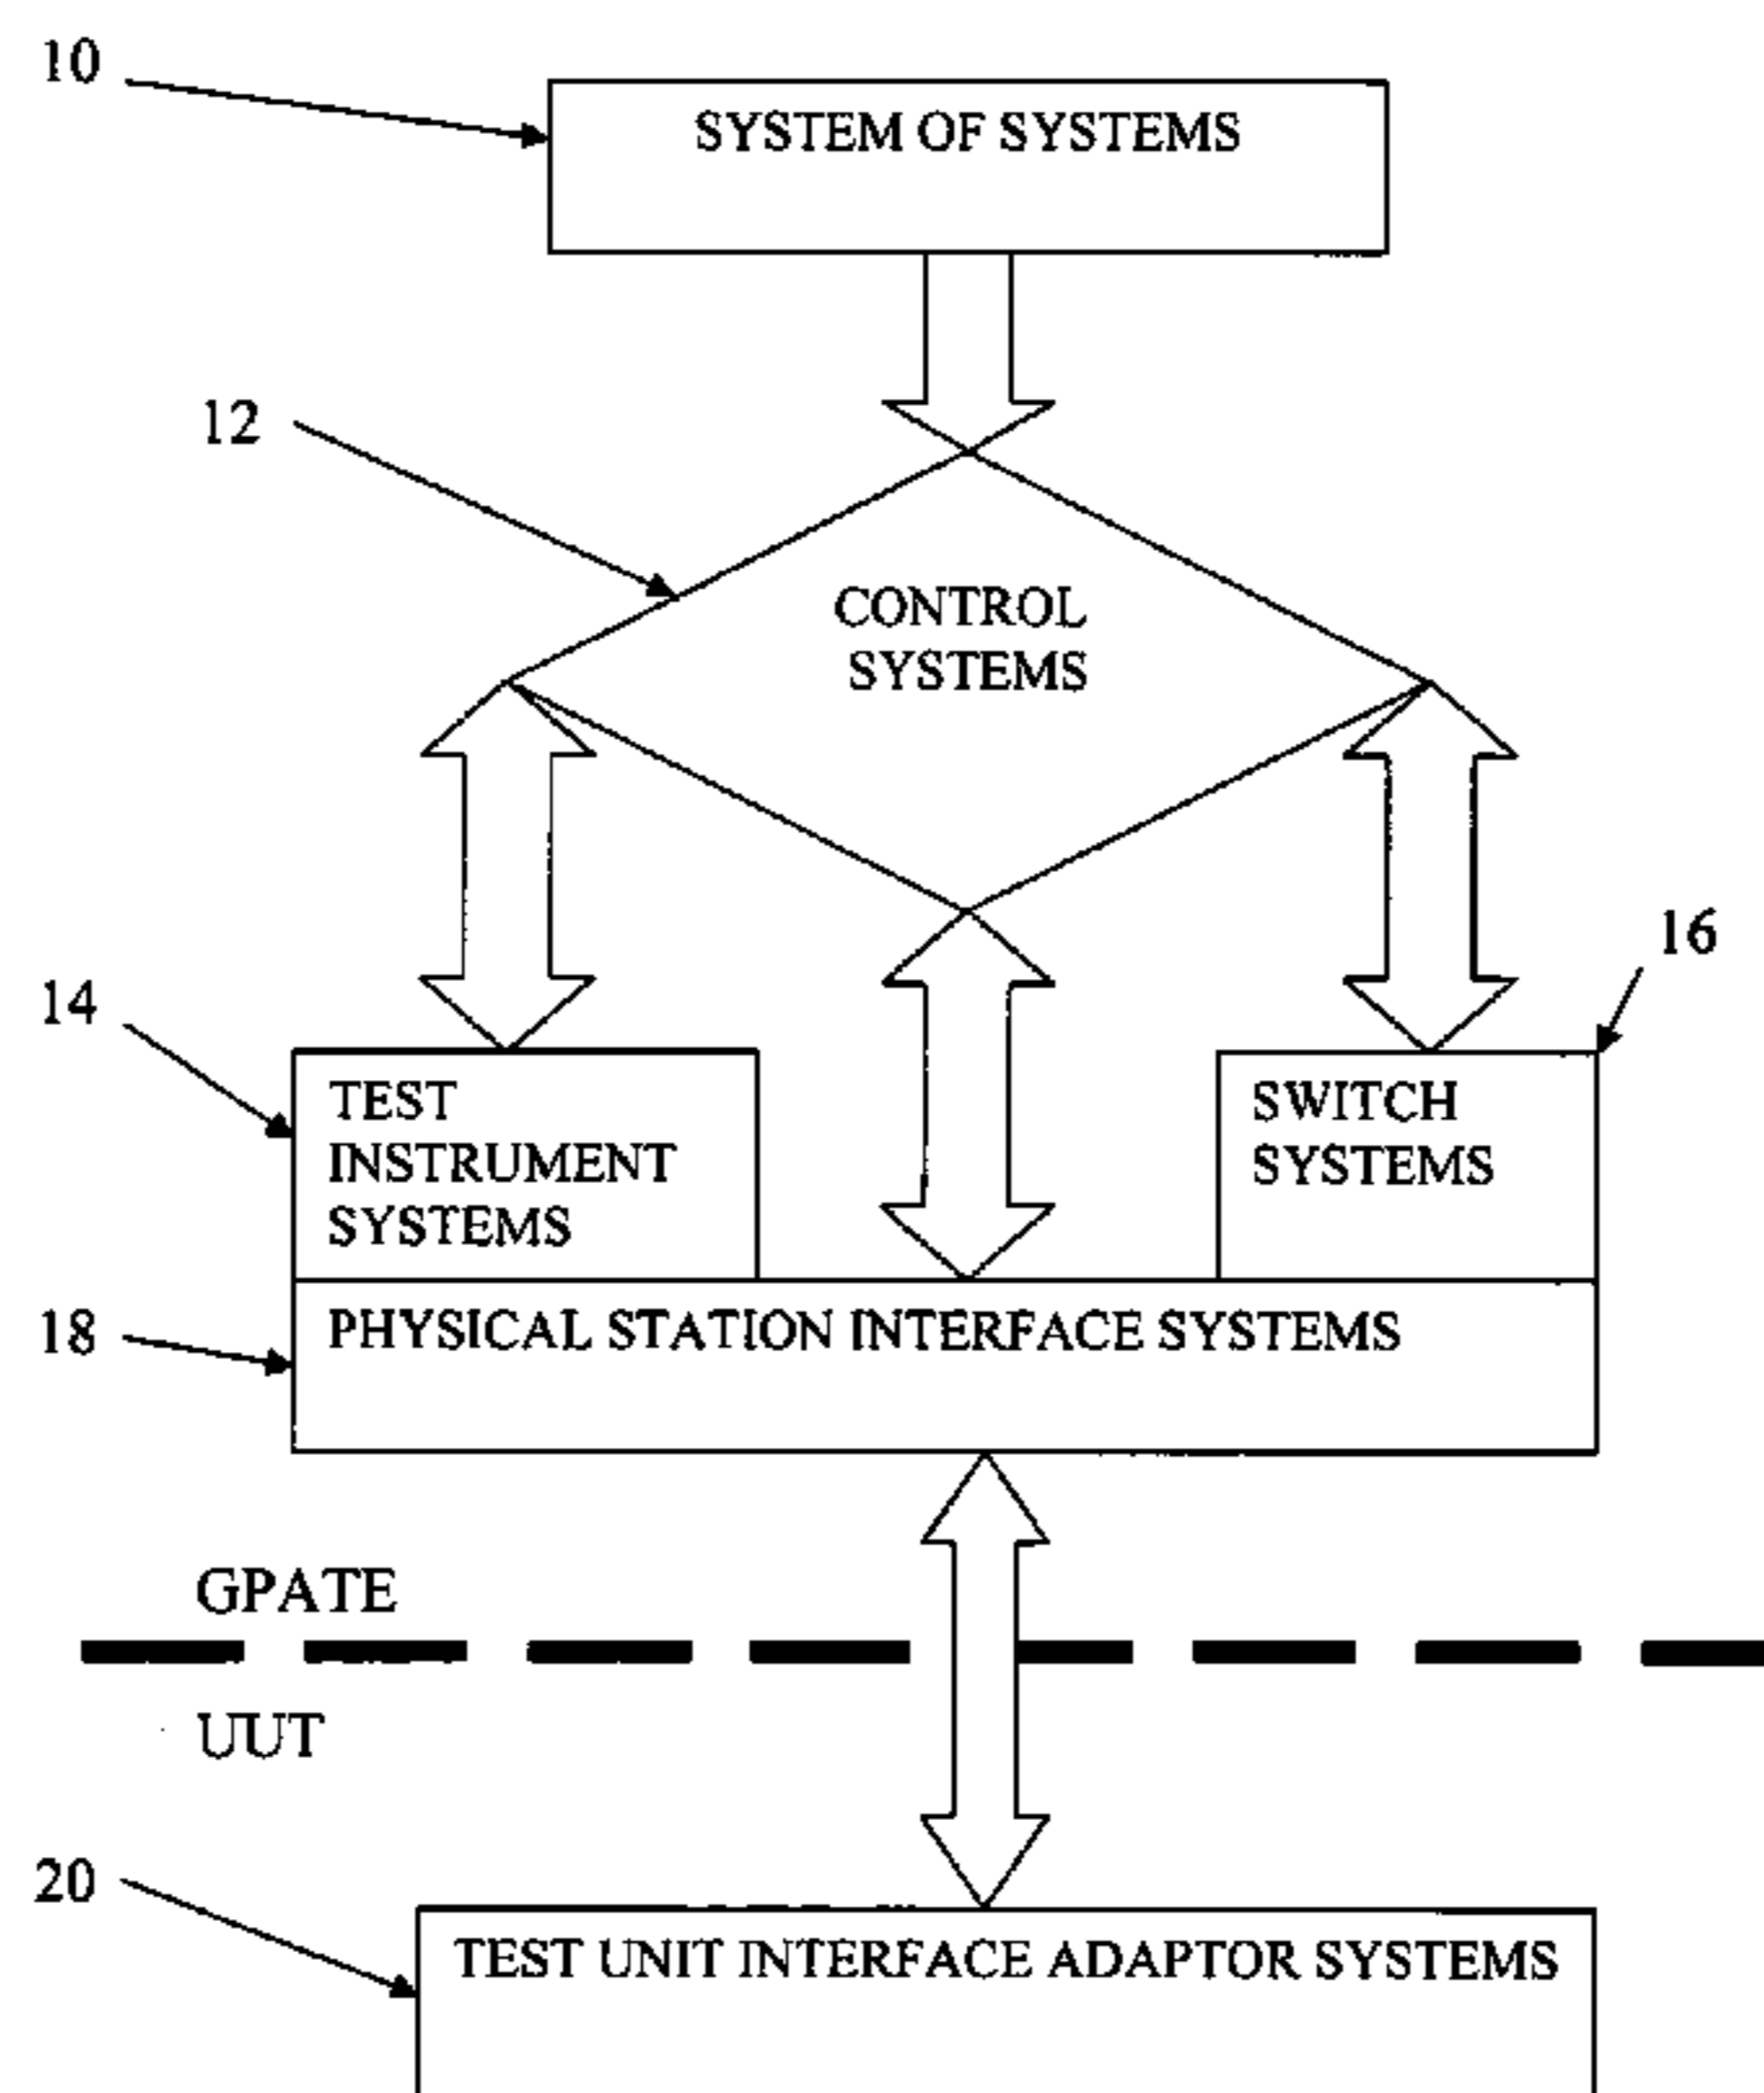 10
SYSTEM OF SYSTEMS
12
CONTROL
SYSTEMS
16
14
TEST
INSTRUMENT
SYSTEMS
SWITCH
SYSTEMS
18
PHYSICAL STATION INTERFACE SYSTEMS
GPATE
UUT
20
TEST UNIT INTERFACE ADAPTOR SYSTEMS